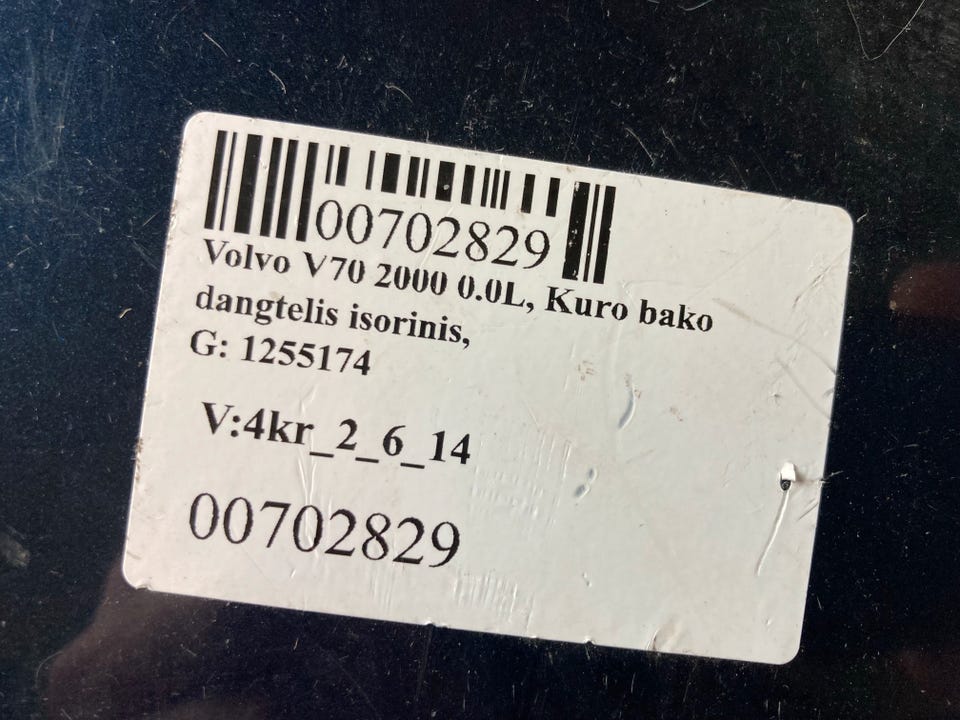 00702829
Volvo V70 2000 0.0L, Kuro bako
dangtelis isorinis,
G: 1255174
V:4kr_2_6_14
00702829